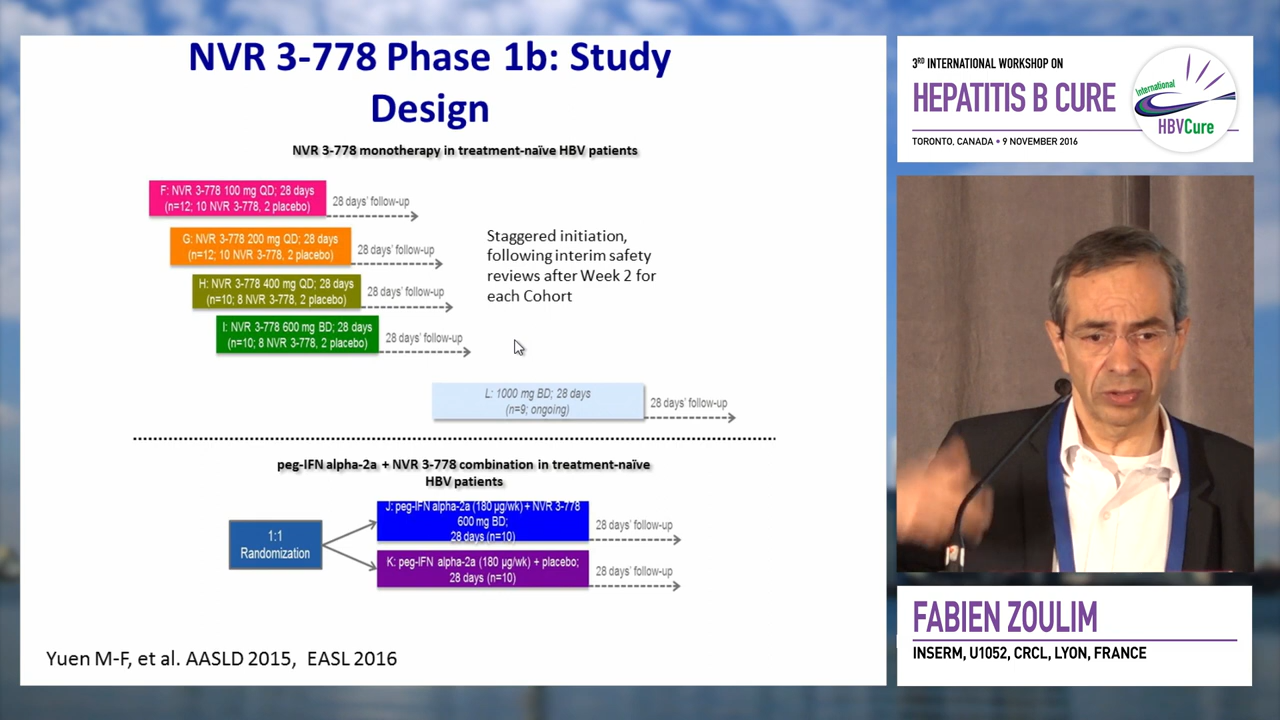 NVR 3-778 Phase 1b: Study
Design
NVR 3-778 monotherapy in treatment-naïve HBV patients
F: NVR 3-778 100 mg QD; 28 days
(n=12; 10 NVR 3-778, 2 placebo)
28 days' follow-up
G: NVR 3-778 200 mg QD; 28 days
(n=12; 10 NVR 3-778, 2 placebo)
28 days' follow-up
H: NVR 3-778 400 mg QD; 28 days
(n=10; 8 NVR 3-778, 2 placebo)
28 days' follow-up
I: NVR 3-778 600 mg BD; 28 days
(n=10; 8 NVR 3-778, 2 placebo)
28 days' follow-up
Staggered initiation,
following interim safety
reviews after Week 2 for
each Cohort
L: 1000 mg BD; 28 days
(n=9; ongoing)
28 days' follow-up
peg-IFN alpha-2a + NVR 3-778 combination in treatment-naïve
HBV patients
1:1
Randomization
J: peg-IFN alpha-2a (180 µg/wk) + NVR 3-778
600 mg BD;
28 days (n=10)
28 days' follow-up
K: peg-IFN alpha-2a (180 µg/wk) + placebo;
28 days (n=10)
28 days' follow-up
Yuen M-F, et al. AASLD 2015, EASL 2016
3RD INTERNATIONAL WORKSHOP ON
HEPATITIS B CURE
TORONTO, CANADA • 9 NOVEMBER 2016
International
HBVCure
FABIEN ZOULIM
INSERM, U1052, CRCL, LYON, FRANCE